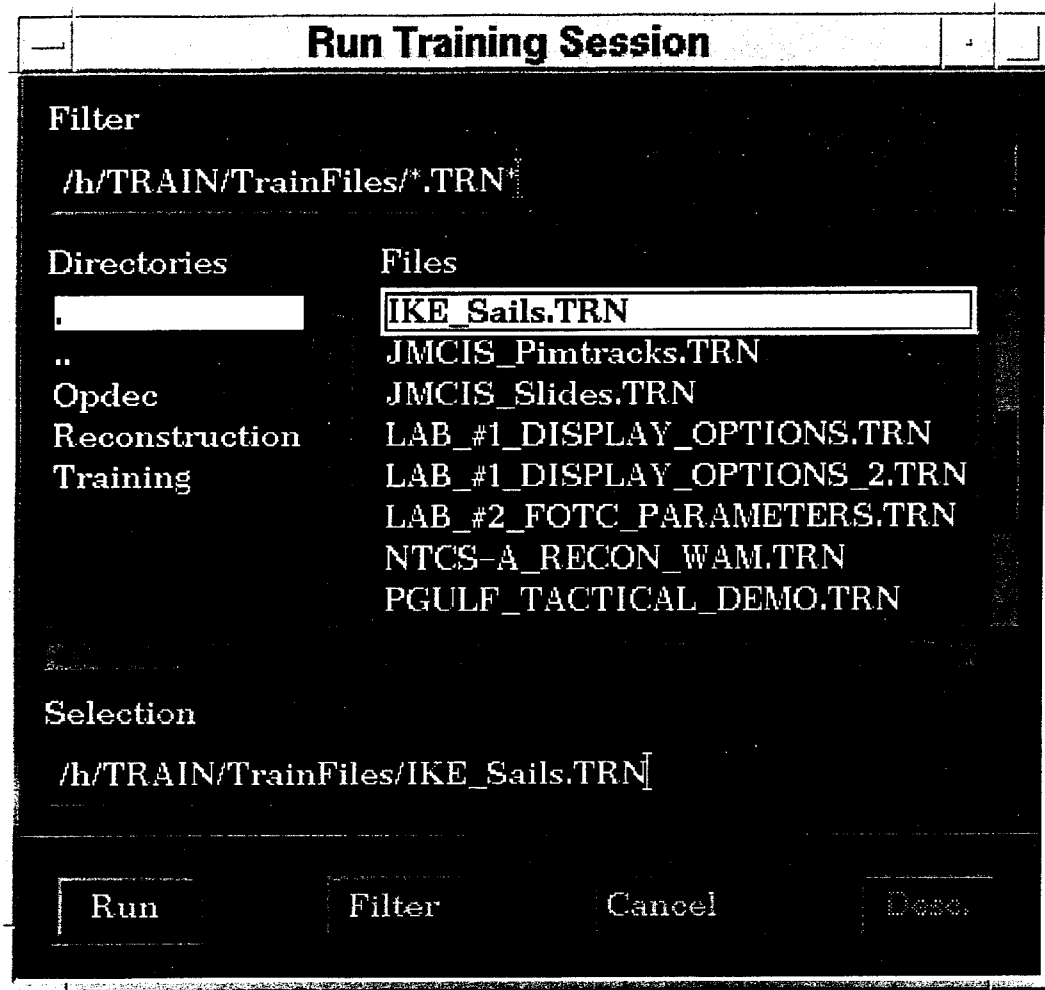 Run Training Session
Filter
/h/TRAIN/TrainFiles/*.TRN*
Directories
.
..
Opdec
Reconstruction
Training
Files
IKE_Sails.TRN
JMCIS_Pimtracks.TRN
JMCIS_Slides.TRN
LAB_#1_DISPLAY_OPTIONS.TRN
LAB_#1_DISPLAY_OPTIONS_2.TRN
LAB_#2_FOTC_PARAMETERS.TRN
NTCS-A_RECON_WAM.TRN
PGULF_TACTICAL_DEMO.TRN
Selection
/h/TRAIN/TrainFiles/IKE_Sails.TRN
Run Filter Cancel Desc.